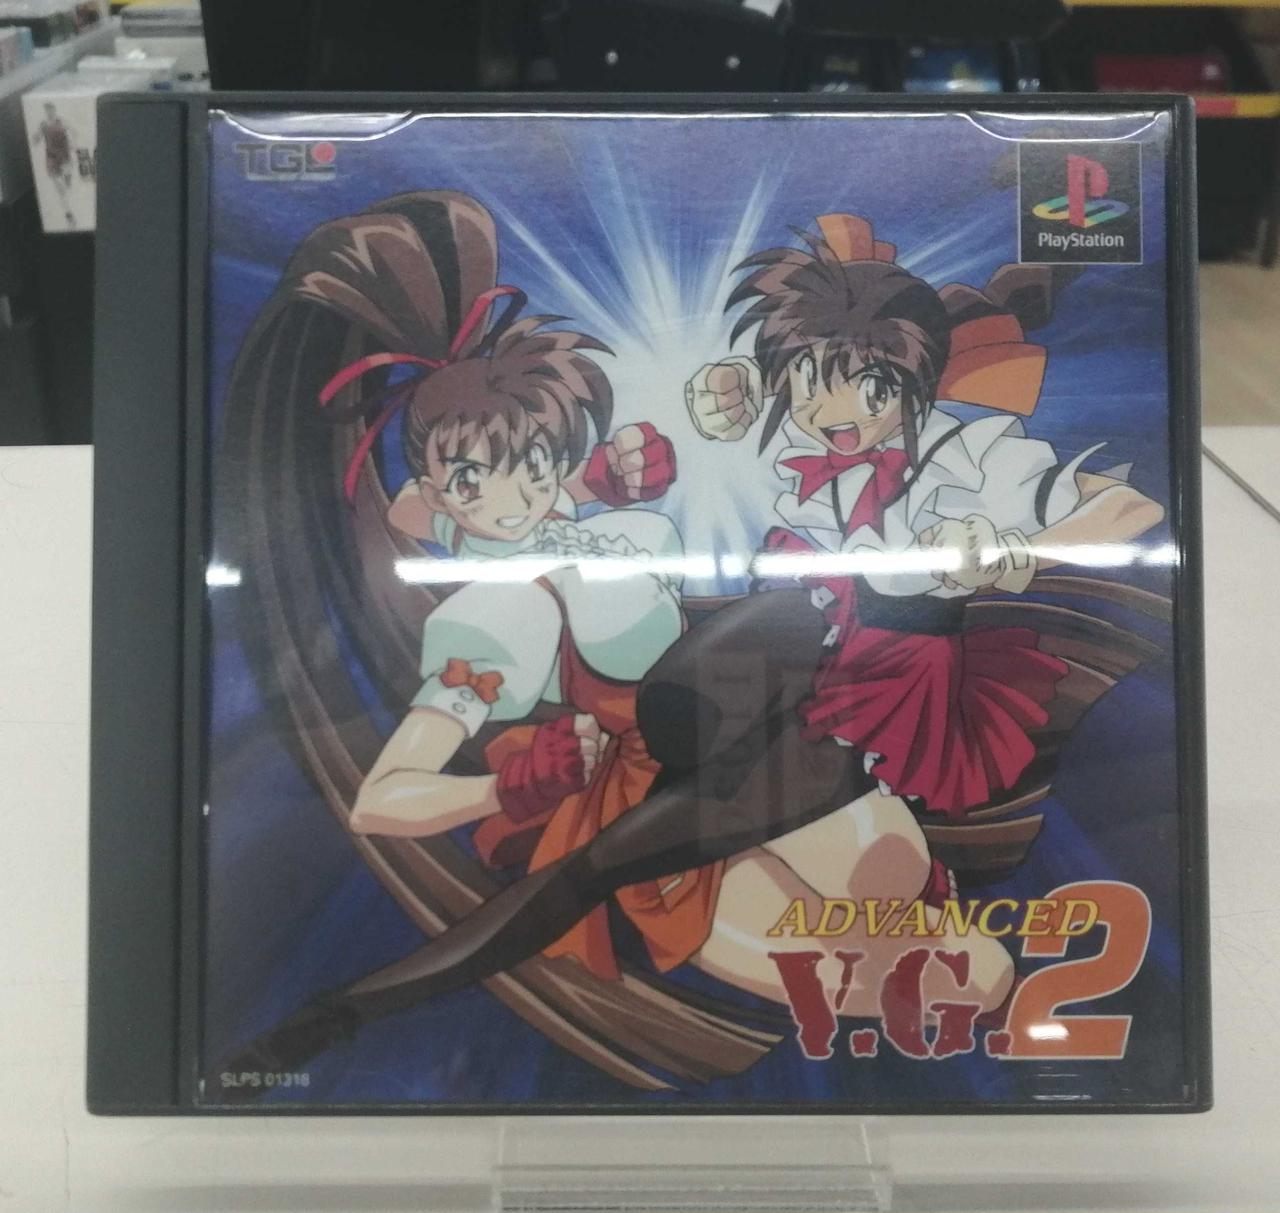 TGL
PlayStation
ADVANCED
V.G.2
SLPS 01318